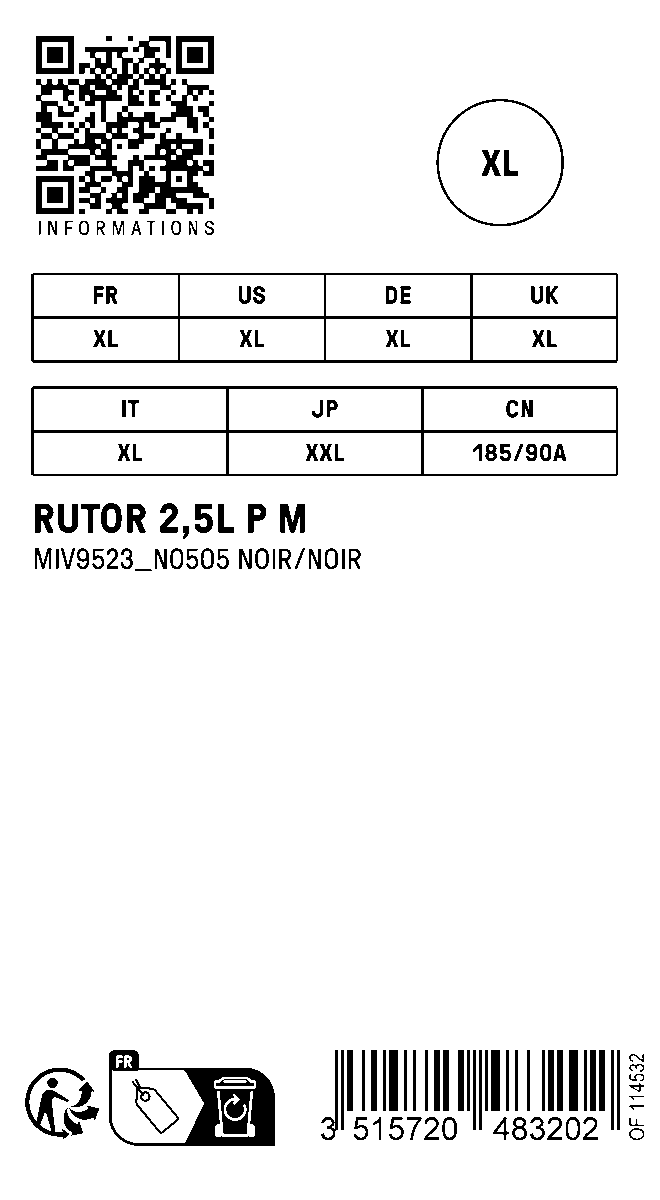 INFORMATIONS
XL
FR US DE UK
XL XL XL XL
IT JP CN
XL XXL 185/90A
RUTOR 2,5L P M
MIV9523_N0505 NOIR/NOIR
FR
3 515720 483202
OF 114532